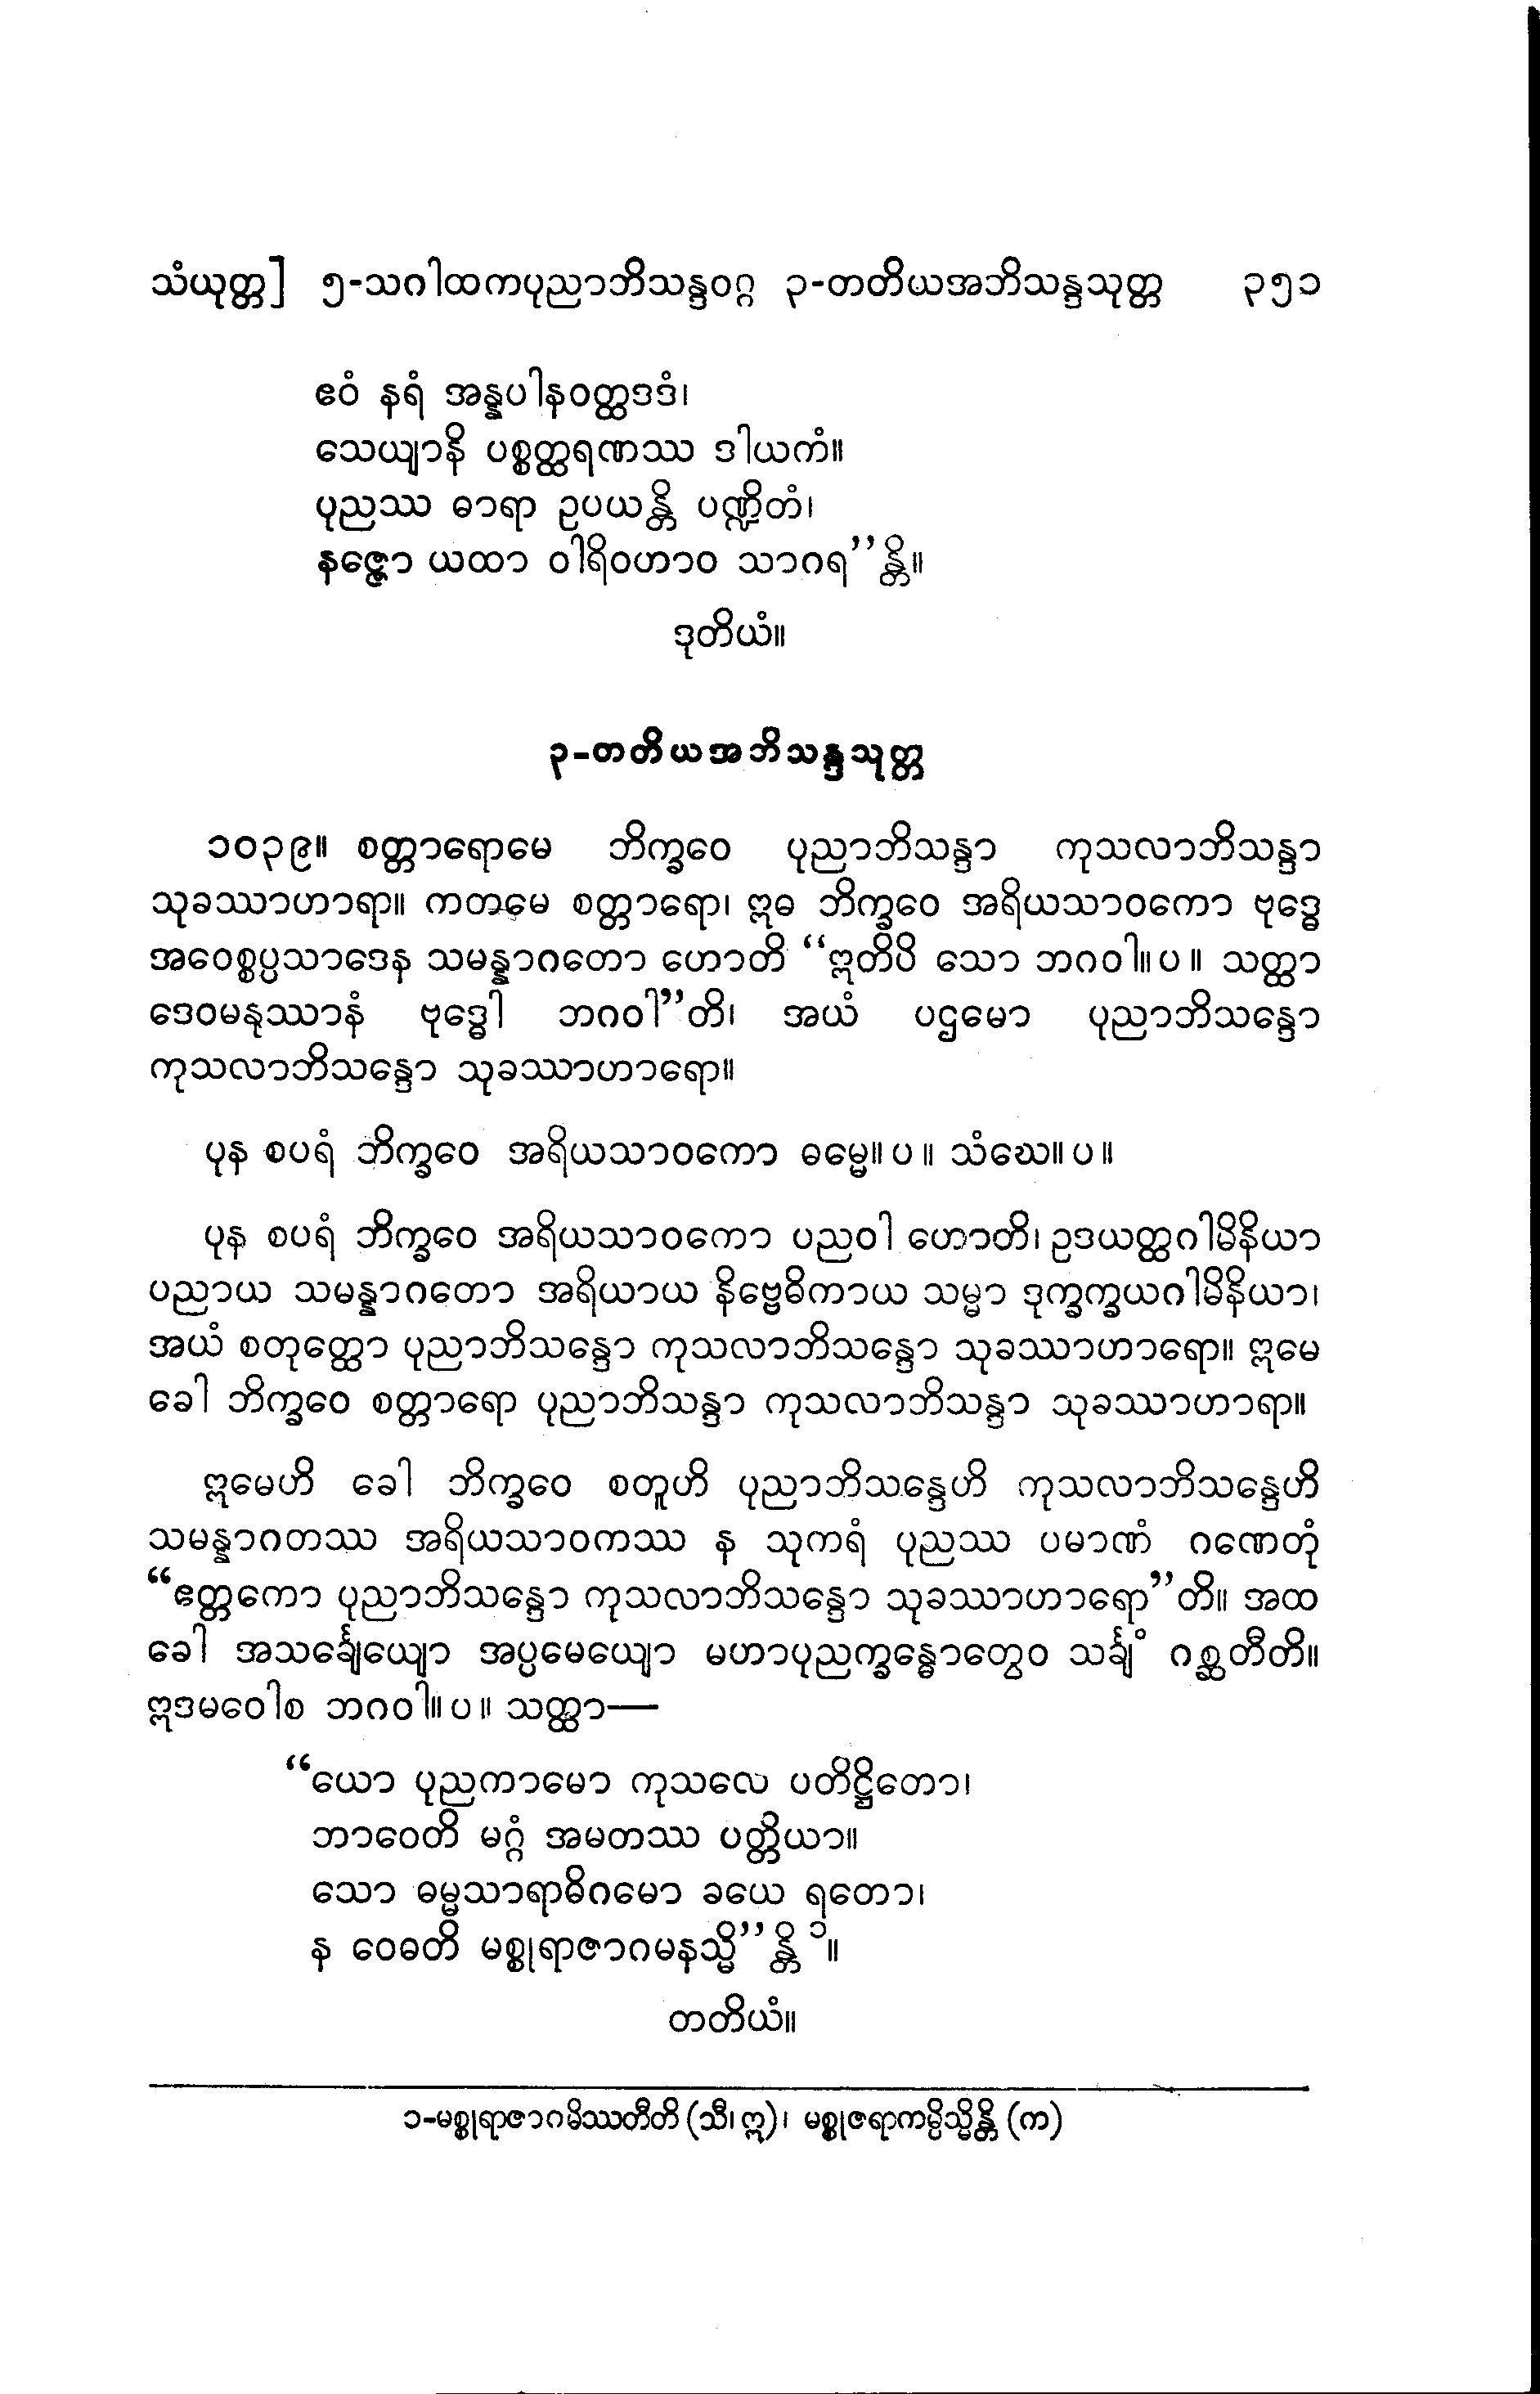 သံယုတ္တ] ၅-သဂါထကပုညာဘိသန္ဒဝဂ္ဂ ၃-တတိယအဘိသန္ဒသုတ္တ ၃၅၁
ဧဝံ နရံ အန္နပါနဝတ္ထဒဒံ၊
သေယျာနိ ပစ္စတ္ထရဏဿ ဒါယကံ။
ပုညဿ ဓာရာ ဥပယန္တိ ပဏ္ဍိတံ၊
နဇ္ဇော ယထာ ဝါရိဝဟာဝ သာဂရ”န္တိ။
ဒုတိယံ။
၃-တတိယအဘိသန္ဒသုတ္တ
၁၀၃၉။ စတ္တာရောမေ ဘိက္ခဝေ ပုညာဘိသန္ဒာ ကုသလာဘိသန္ဒာ
သုခဿာဟာရာ။ ကတမေ စတ္တာရော၊ ဣဓ ဘိက္ခဝေ အရိယသာဝကော ဗုဒ္ဓေ
အဝေစ္စပ္ပသာဒေန သမန္နာဂတော ဟောတိ “ဣတိပိ သော ဘဂဝါ။ပ။ သတ္ထာ
ဒေဝမနုဿာနံ ဗုဒ္ဓေါ ဘဂဝါ”တိ၊ အယံ ပဌမော ပုညာဘိသန္ဒော
ကုသလာဘိသန္ဒော သုခဿာဟာရော။
ပုန စပရံ ဘိက္ခဝေ အရိယသာဝကော ဓမ္မေ။ပ။ သံဃေ။ပ။
ပုန စပရံ ဘိက္ခဝေ အရိယသာဝကော ပညဝါ ဟောတိ၊ ဥဒယတ္ထဂါမိနိယာ
ပညာယ သမန္နာဂတော အရိယာယ နိဗ္ဗေဓိကာယ သမ္မာ ဒုက္ခက္ခယဂါမိနိယာ၊
အယံ စတုတ္ထော ပုညာဘိသန္ဒော ကုသလာဘိသန္ဒော သုခဿာဟာရော။ ဣမေ
ခေါ ဘိက္ခဝေ စတ္တာရော ပုညာဘိသန္ဒာ ကုသလာဘိသန္ဒာ သုခဿာဟာရာ။
ဣမေဟိ ခေါ ဘိက္ခဝေ စတူဟိ ပုညာဘိသန္ဒေဟိ ကုသလာဘိသန္ဒေဟိ
သမန္နာဂတဿ အရိယသာဝကဿ န သုကရံ ပုညဿ ပမာဏံ ဂဏေတုံ
“ဧတ္တကော ပုညာဘိသန္ဒော ကုသလာဘိသန္ဒော သုခဿာဟာရော”တိ။ အထ
ခေါ အသင်္ချေယျော အပ္ပမေယျော မဟာပုညက္ခန္ဓောတွေဝ သင်္ချံ ဂစ္ဆတီတိ။
ဣဒမဝေါစ ဘဂဝါ။ပ။ သတ္ထာ—
“ယော ပုညကာမော ကုသလေ ပတိဋ္ဌိတော၊
ဘာဝေတိ မဂ္ဂံ အမတဿ ပတ္တိယာ။
သော ဓမ္မသာရာဓိဂမော ခယေ ရတော၊
န ဝေဓတိ မစ္စုရာဇာဂမနသ္မိ”န္တိ ၁။
တတိယံ။
၁-မစ္စုရာဇာဂမိဿတီတိ (သီ၊ ဣ)၊ မစ္စုဇရာကမ္ပိသ္မိန္တိ (က)